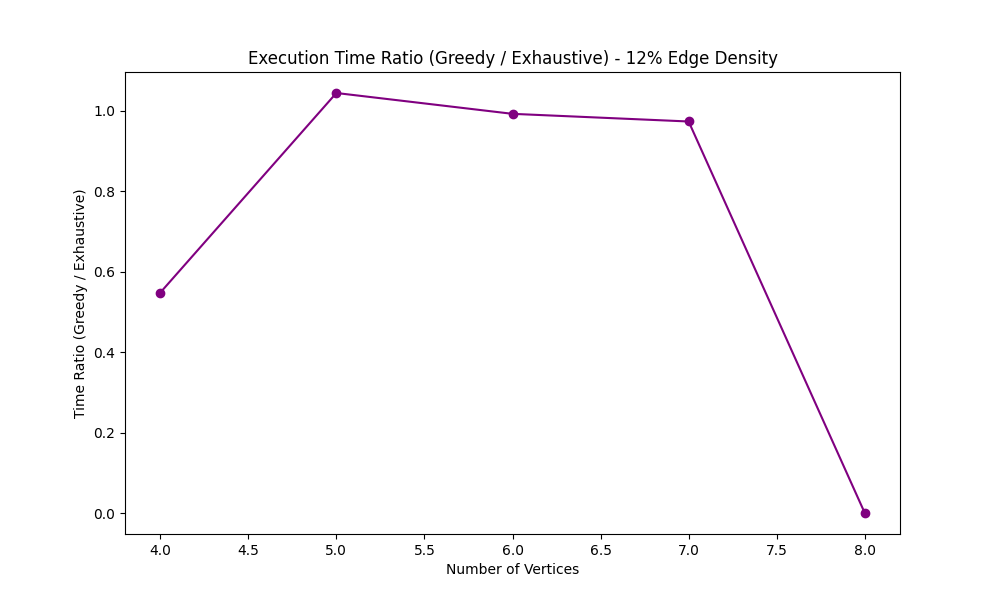 Execution Time Ratio (Greedy / Exhaustive) - 12% Edge Density
Time Ratio (Greedy / Exhaustive)
1.0
0.8
0.6
0.4
0.2
0.0
4.0 4.5 5.0 5.5 6.0 6.5 7.0 7.5 8.0
Number of Vertices